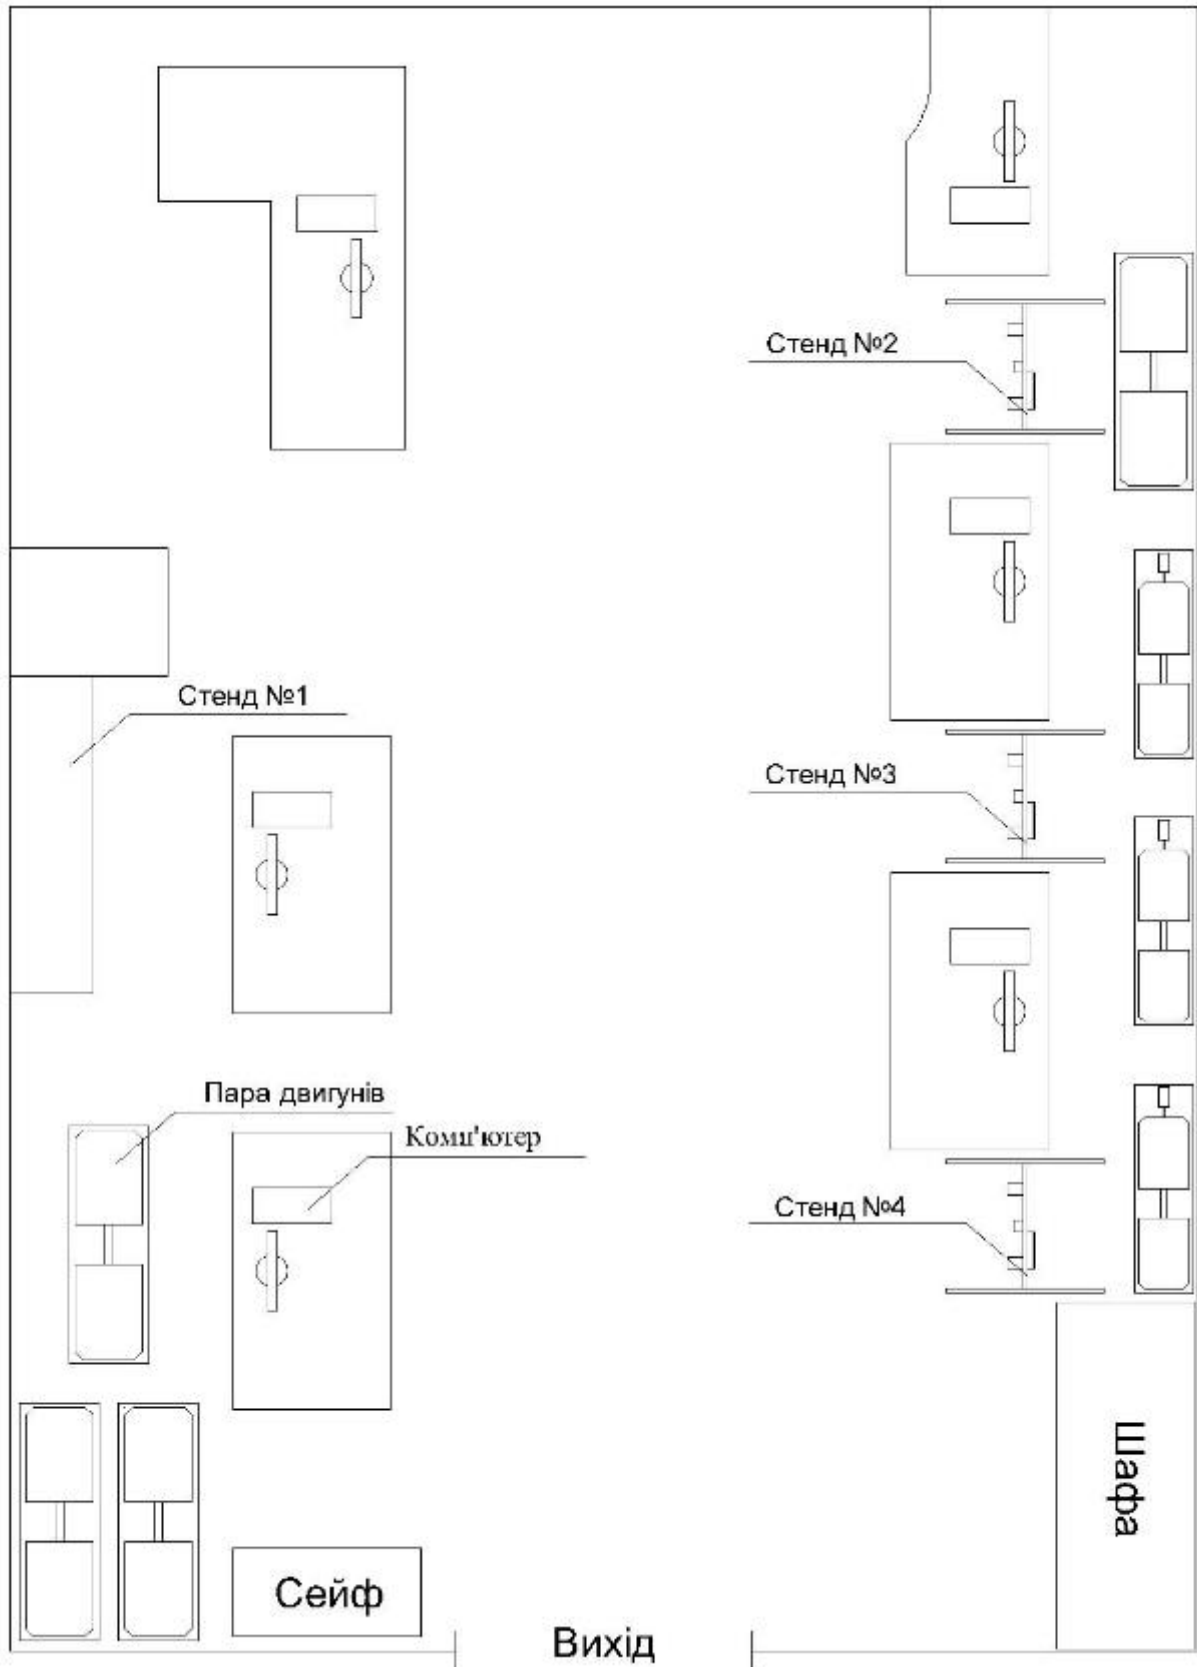 Стенд №2
Стенд №1
Стенд №3
Пара двигунів
Комп'ютер
Стенд №4
Шафа
Сейф
Вихід